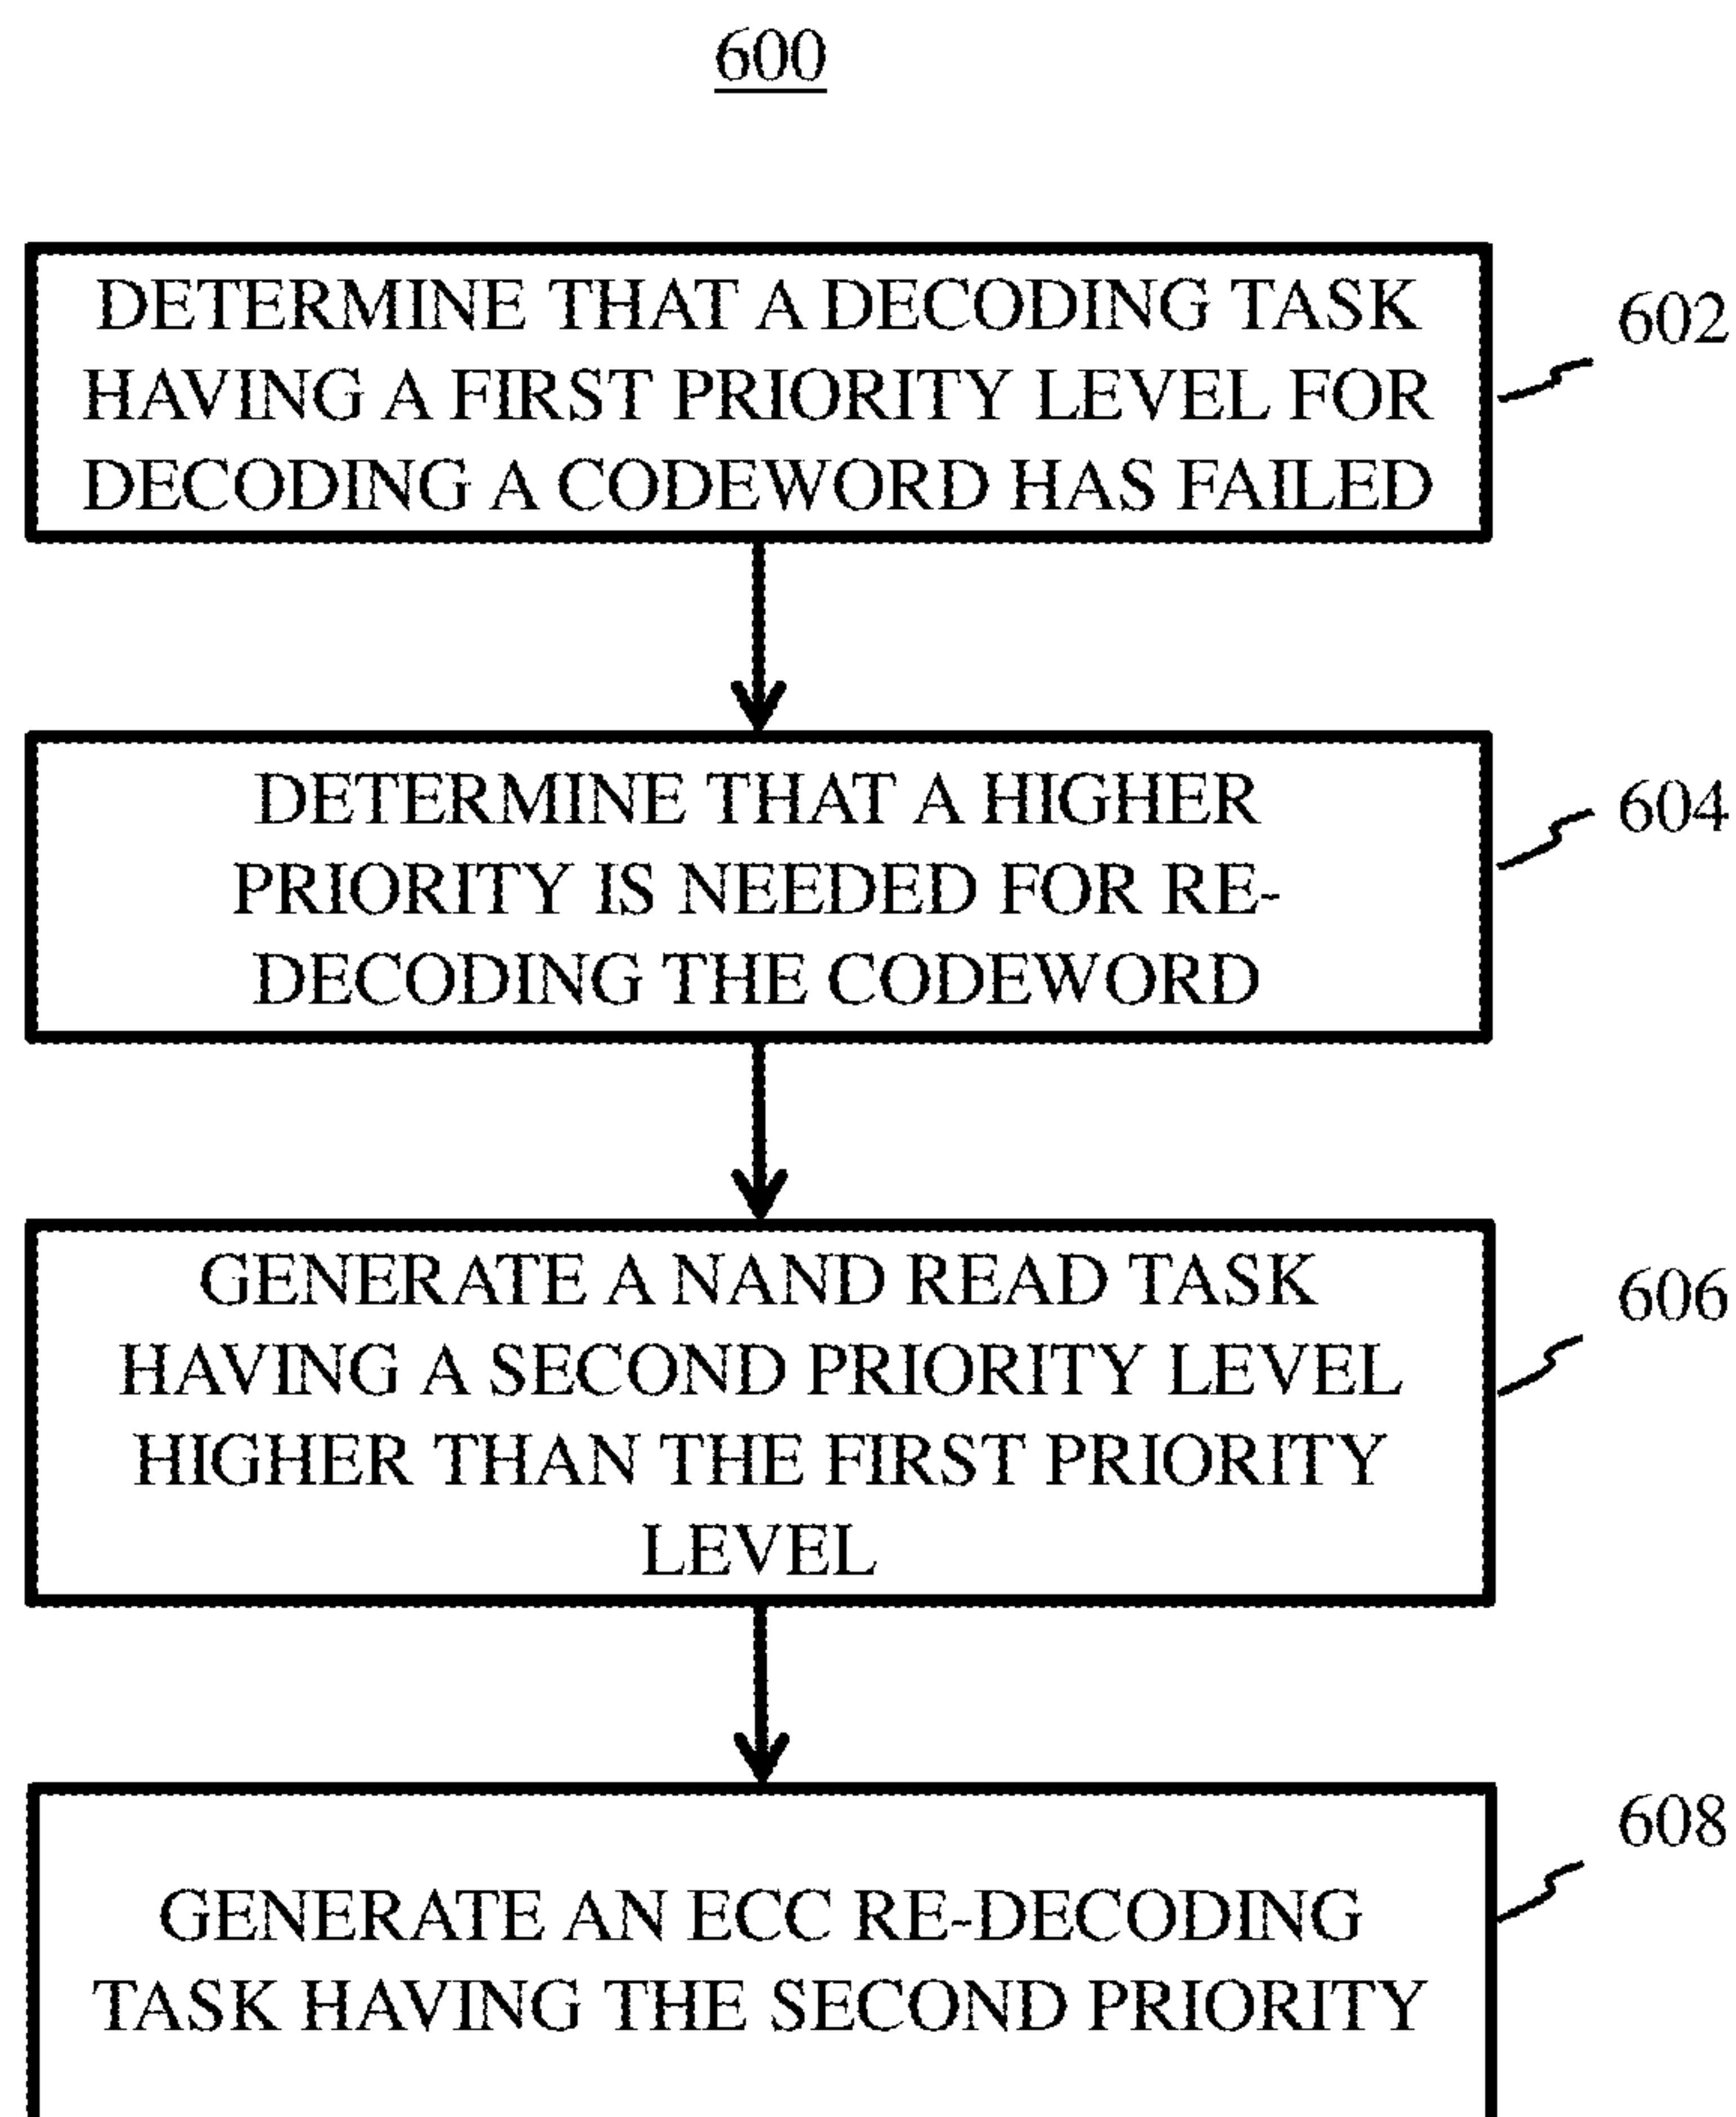 600
DETERMINE THAT A DECODING TASK
HAVING A FIRST PRIORITY LEVEL FOR
DECODING A CODEWORD HAS FAILED
602
DETERMINE THAT A HIGHER
PRIORITY IS NEEDED FOR RE-
DECODING THE CODEWORD
604
GENERATE A NAND READ TASK
HAVING A SECOND PRIORITY LEVEL
HIGHER THAN THE FIRST PRIORITY
LEVEL
606
GENERATE AN ECC RE-DECODING
TASK HAVING THE SECOND PRIORITY
608